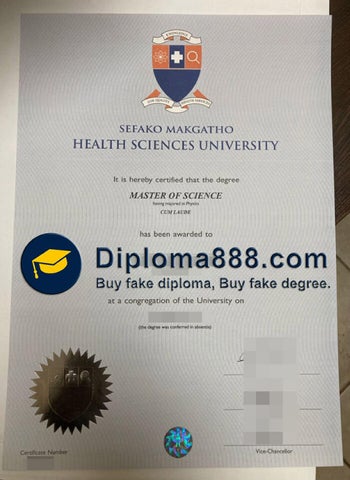 SEFAKO MAKGATHO
HEALTH SCIENCES UNIVERSITY
It is hereby certified that the degree
MASTER OF SCIENCE
having majored in Physics
CUM LAUDE
has been awarded to
Diploma888.com
Buy fake diploma, Buy fake degree.
at a congregation of the University on
(the degree was conferred in absentia)
Certificate Number
Vice-Chancellor